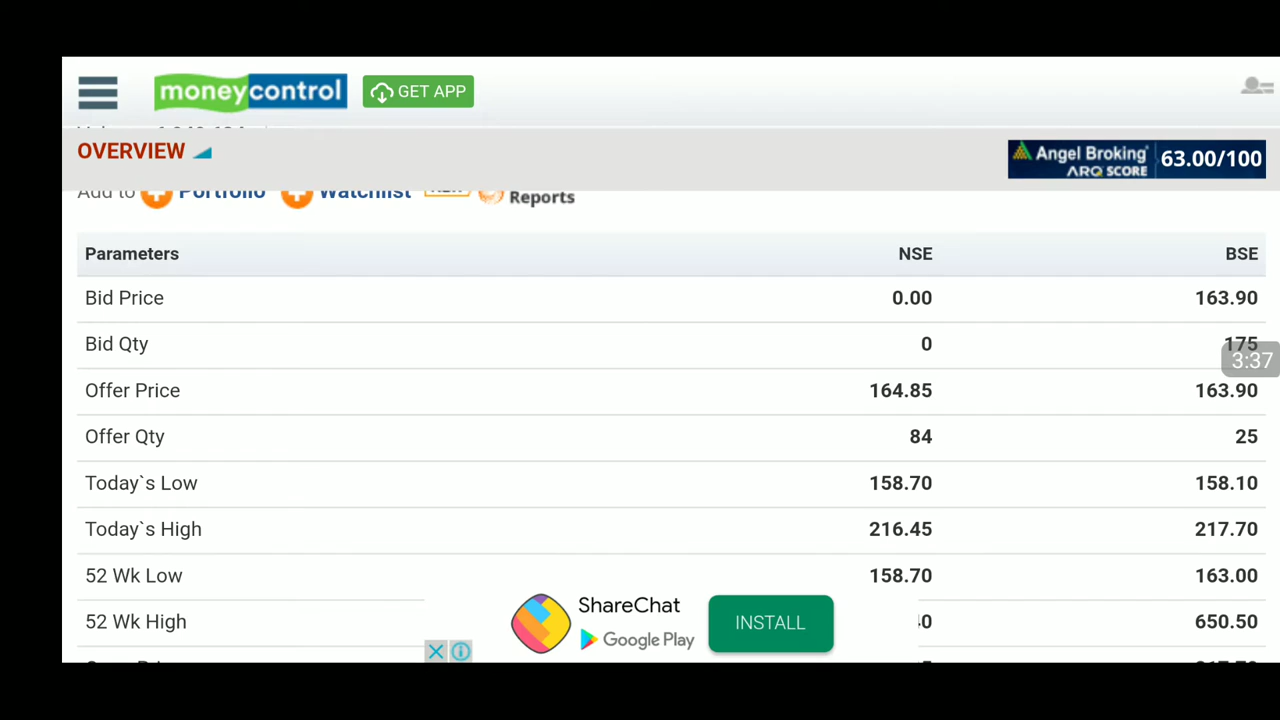 moneycontrol GET APP
OVERVIEW
Angel Broking ARQ SCORE 63.00/100
Add to Portfolio Watchlist Reports
Parameters NSE BSE
Bid Price 0.00 163.90
Bid Qty 0 175
3:37
Offer Price 164.85 163.90
Offer Qty 84 25
Today`s Low 158.70 158.10
Today`s High 216.45 217.70
52 Wk Low 158.70 163.00
ShareChat
52 Wk High 650.50
INSTALL
Google Play